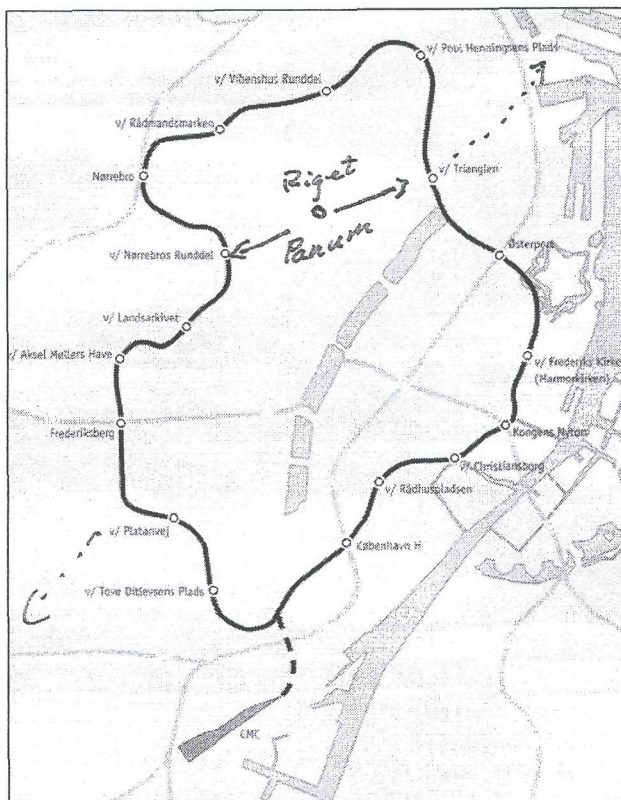 v/ Poul Henningsens Plads
v/ Vibenshus Runddel
v/ Rådmandsmarken
Nørrebro
Riget
v/ Trianglen
Panum
v/ Nørrebros Runddel
Østerport
v/ Landsarkivet
v/ Aksel Møllers Have
v/ Frederiks Kirke
(Marmorkirken)
Frederiksberg
Kongens Nytorv
v/ Christiansborg
v/ Rådhuspladsen
v/ Platanvej
København H
v/ Tove Ditlevsens Plads
CMC